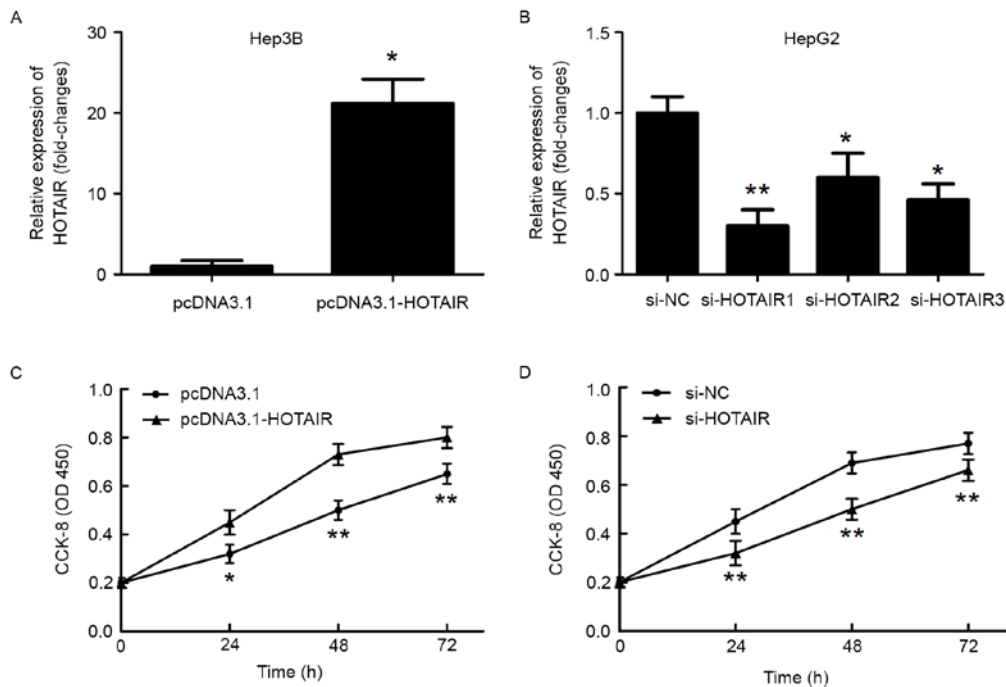 A
Hep3B
Relative expression of
HOTAIR (fold-changes)
30
20
10
0
*
pcDNA3.1
pcDNA3.1-HOTAIR
B
HepG2
Relative expression of
HOTAIR (fold-changes)
1.5
1.0
0.5
0.0
**
*
*
si-NC
si-HOTAIR1
si-HOTAIR2
si-HOTAIR3
C
pcDNA3.1
pcDNA3.1-HOTAIR
CCK-8 (OD 450)
1.0
0.8
0.6
0.4
0.2
0.0
*
**
**
0
24
48
72
Time (h)
D
si-NC
si-HOTAIR
CCK-8 (OD 450)
1.0
0.8
0.6
0.4
0.2
0.0
**
**
**
0
24
48
72
Time (h)